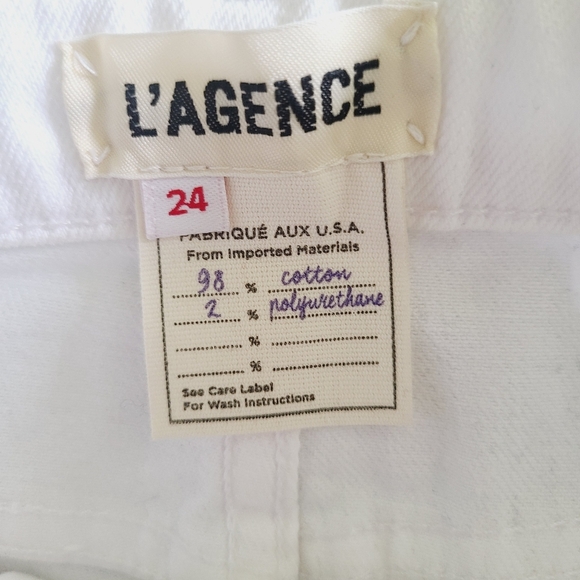 L'AGENCE
24
FABRIQUÉ AUX U.S.A.
From Imported Materials
98 % cotton
2 % polyurethane
%
%
See Care Label
For Wash Instructions